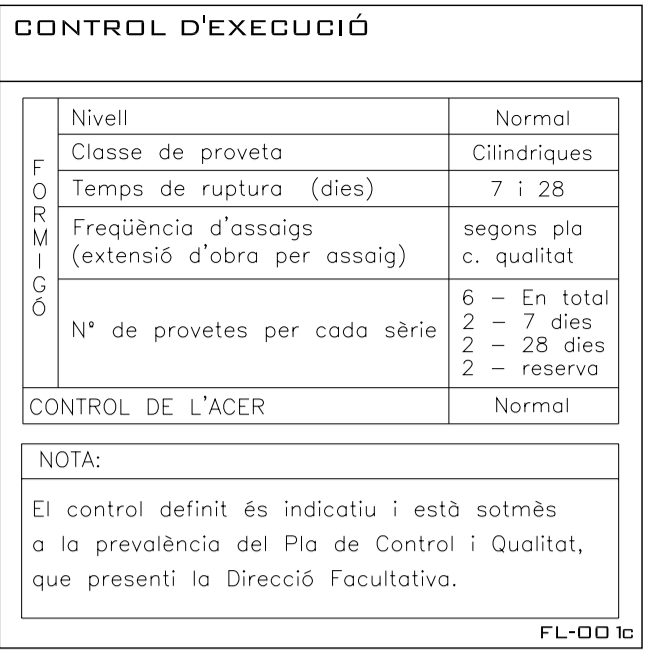 CONTROL D'EXECUCIÓ
FORMIGÓ
Nivell Normal
Classe de proveta Cilindriques
Temps de ruptura (dies) 7 i 28
Freqüència d'assaigs segons pla
(extensió d'obra per assaig) c. qualitat
N° de provetes per cada sèrie
6 – En total
2 – 7 dies
2 – 28 dies
2 – reserva
CONTROL DE L'ACER Normal
NOTA:
El control definit és indicatiu i està sotmès
a la prevalència del Pla de Control i Qualitat,
que presenti la Direcció Facultativa.
FL-001c